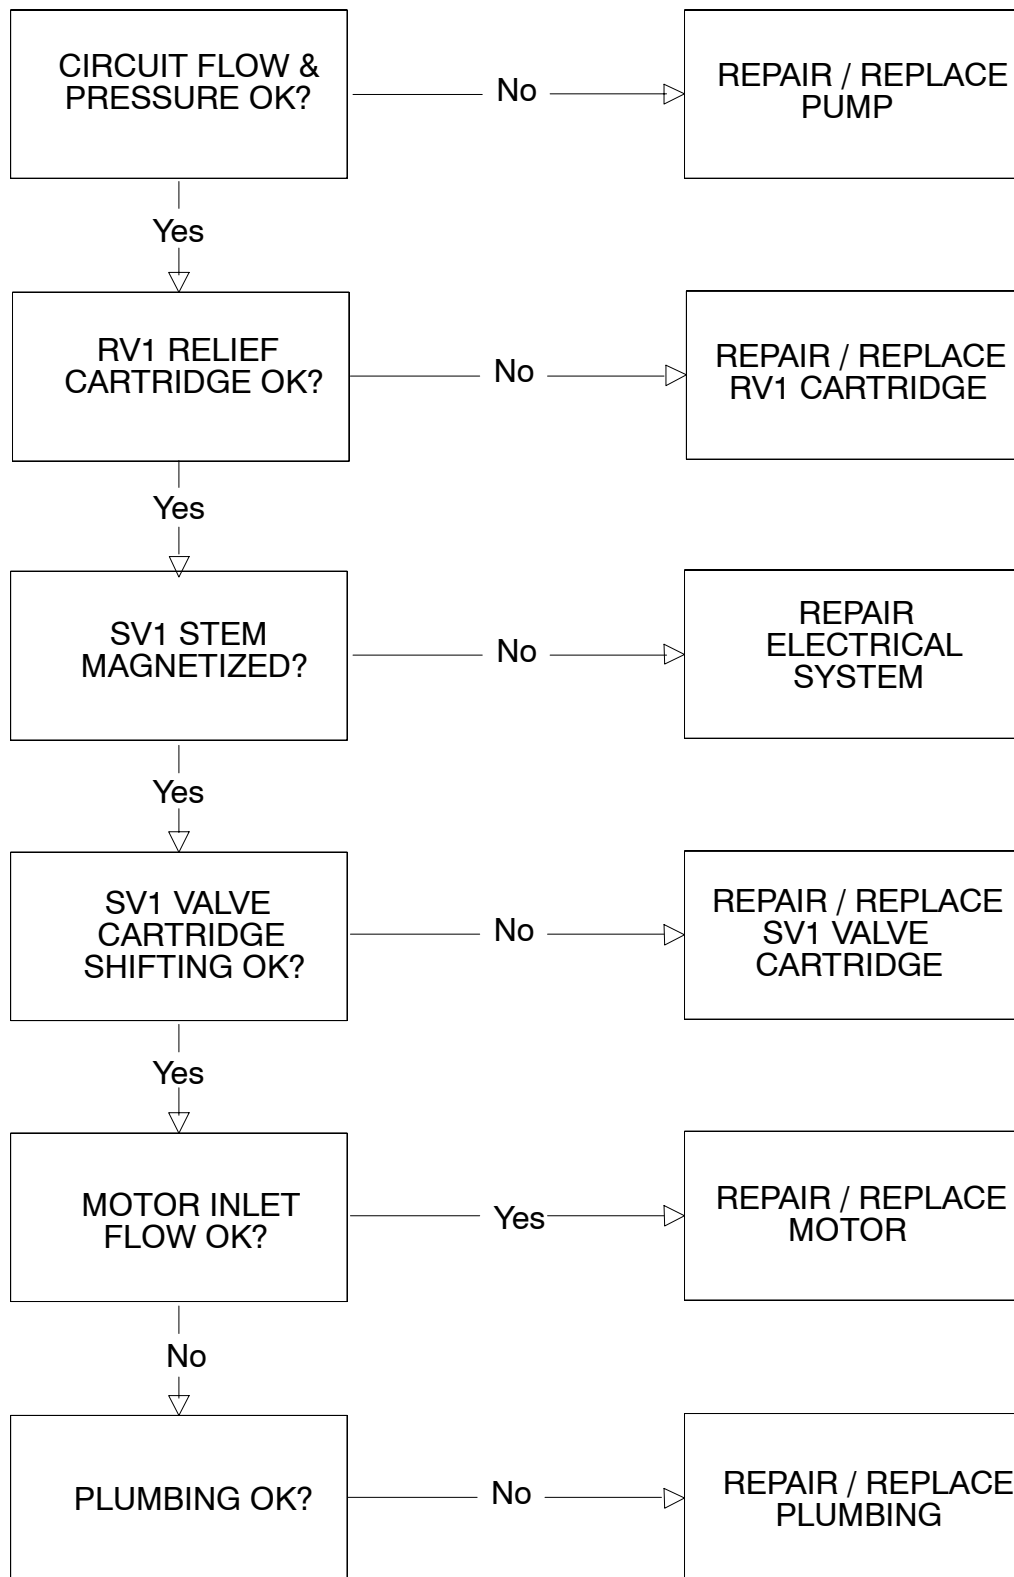 CIRCUIT FLOW &
PRESSURE OK?
No
REPAIR / REPLACE
PUMP
Yes
RV1 RELIEF
CARTRIDGE OK?
No
REPAIR / REPLACE
RV1 CARTRIDGE
Yes
SV1 STEM
MAGNETIZED?
No
REPAIR
ELECTRICAL
SYSTEM
Yes
SV1 VALVE
CARTRIDGE
SHIFTING OK?
No
REPAIR / REPLACE
SV1 VALVE
CARTRIDGE
Yes
MOTOR INLET
FLOW OK?
Yes
REPAIR / REPLACE
MOTOR
No
PLUMBING OK?
No
REPAIR / REPLACE
PLUMBING